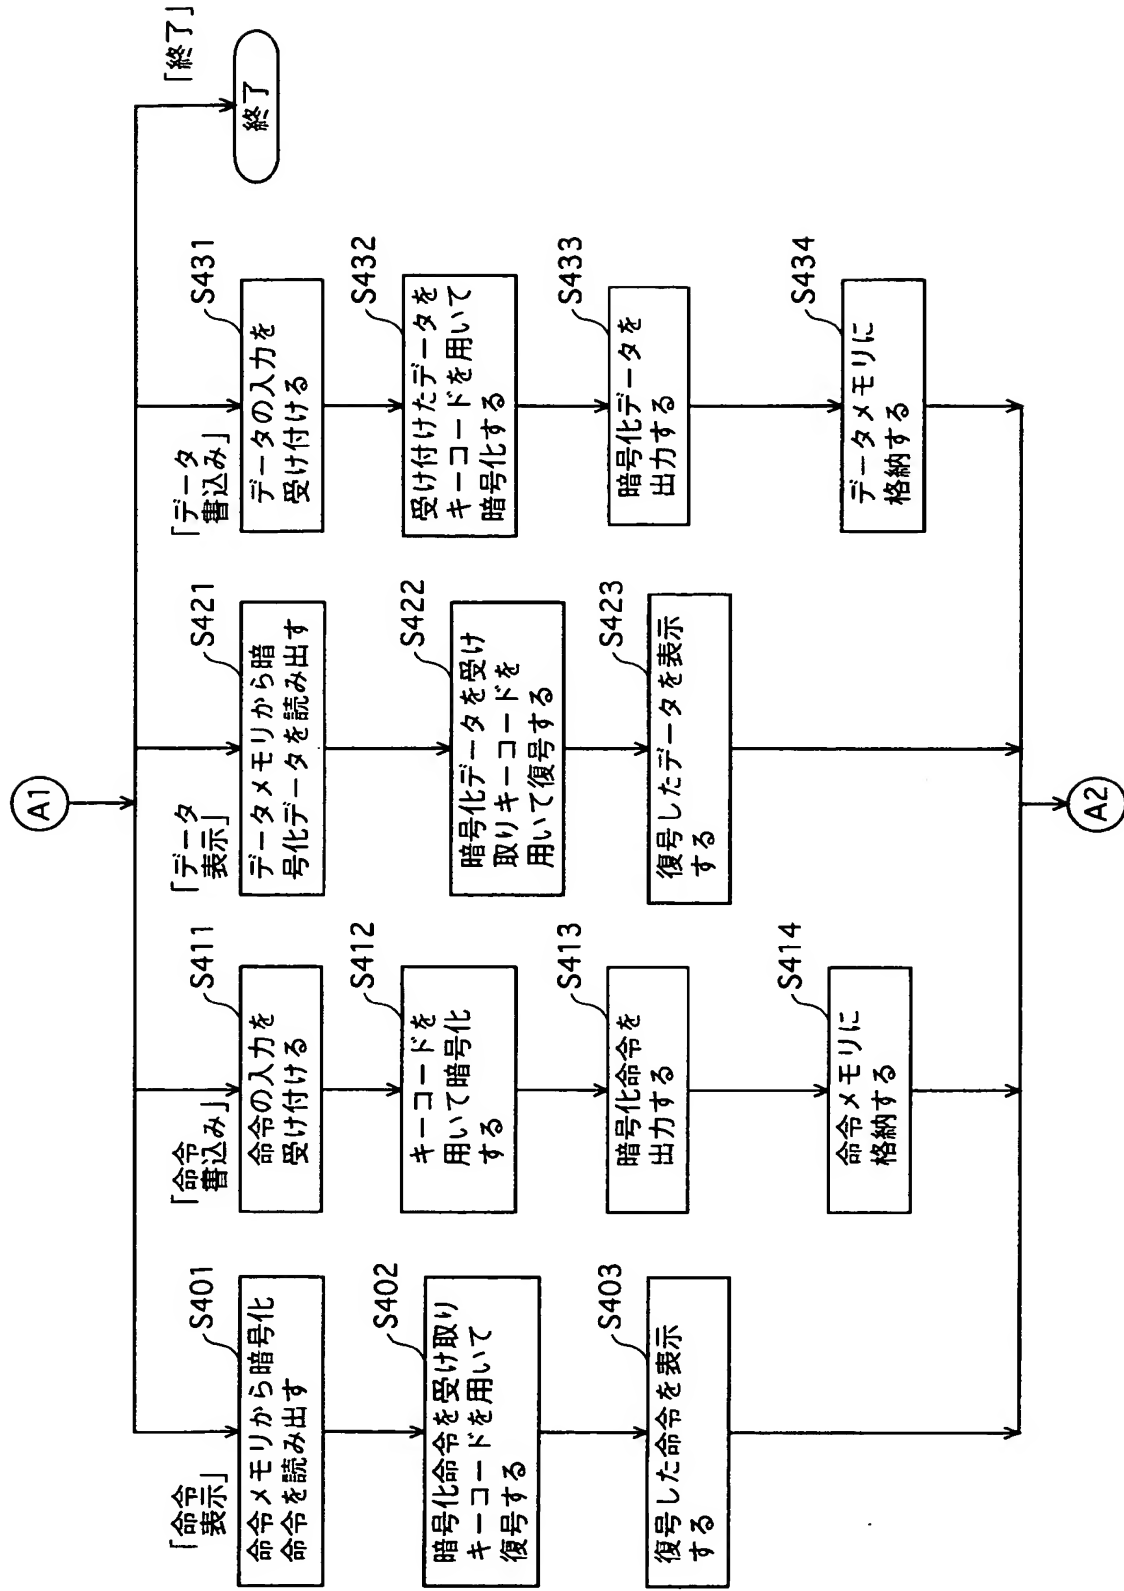 A1
「命令
表示」
S401
命令メモリから暗号化
命令を読み出す
S402
暗号化命令を受け取り
キーコードを用いて
復号する
S403
復号した命令を表示
する
「命令
書込み」
S411
命令の入力を
受け付ける
S412
キーコードを
用いて暗号化
する
S413
暗号化命令を
出力する
S414
命令メモリに
格納する
「データ
表示」
S421
データメモリから暗
号化データを読み出す
S422
暗号化データを受け
取りキーコードを
用いて復号する
S423
復号したデータを表示
する
「データ
書込み」
S431
データの入力を
受け付ける
S432
受け付けたデータを
キーコードを用いて
暗号化する
S433
暗号化データを
出力する
S434
データメモリに
格納する
「終了」
終了
A2